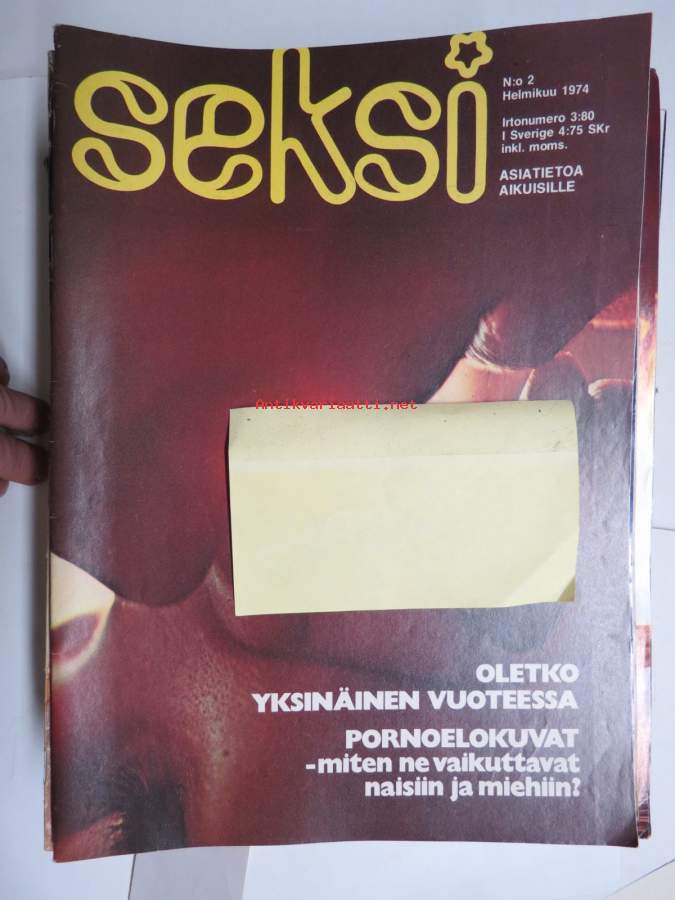 seksi
N:o 2
Helmikuu 1974
Irtonumero 3:80
I Sverige 4:75 SKr
inkl. moms.
ASIATIETOA
AIKUISILLE
Antikvariaatti.net
OLETKO
YKSINÄINEN VUOTEESSA
PORNOELOKUVAT
-miten ne vaikuttavat
naisiin ja miehiin?